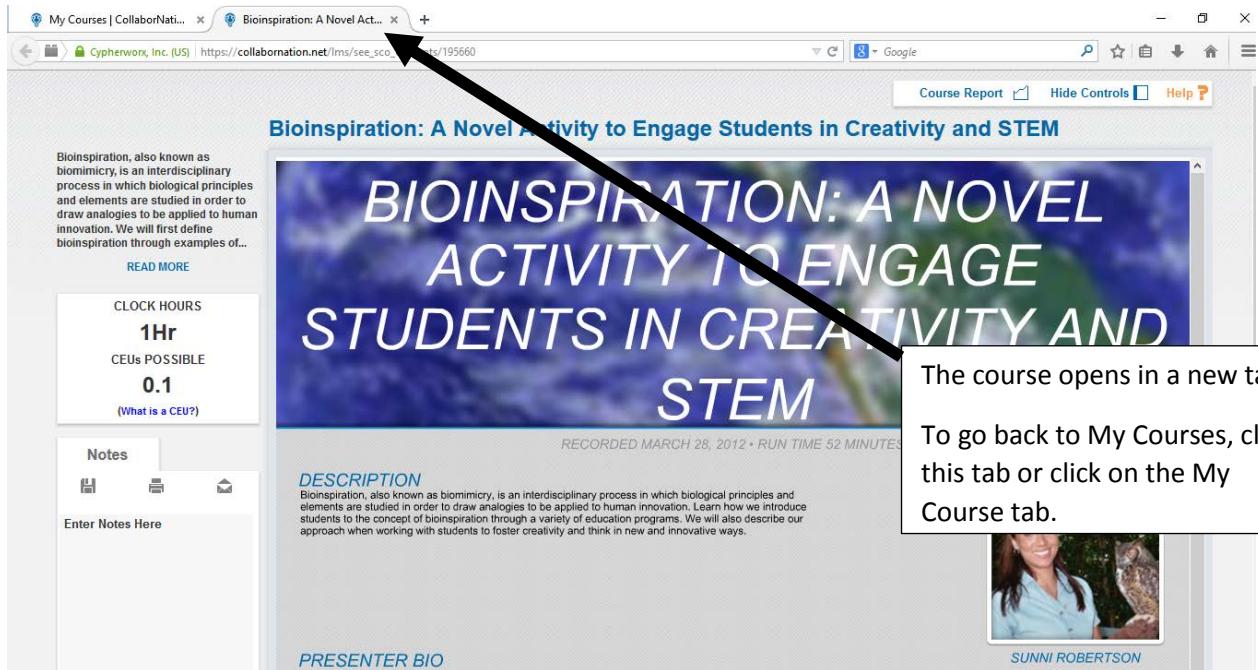 My Courses | CollaborNati... ×
Bioinspiration: A Novel Act... ×
+
Cypherworx, Inc. (US) https://collabornation.net/lms/see_sco_ ts/195660
Google
Course Report
Hide Controls
Help ?
Bioinspiration: A Novel Activity to Engage Students in Creativity and STEM
Bioinspiration, also known as
biomimicry, is an interdisciplinary
process in which biological principles
and elements are studied in order to
draw analogies to be applied to human
innovation. We will first define
bioinspiration through examples of...
READ MORE
CLOCK HOURS
1Hr
CEUs POSSIBLE
0.1
(What is a CEU?)
Notes
Enter Notes Here
BIOINSPIRATION: A NOVEL
ACTIVITY TO ENGAGE
STUDENTS IN CREATIVITY AND
STEM
RECORDED MARCH 28, 2012 • RUN TIME 52 MINUTES
DESCRIPTION
Bioinspiration, also known as biomimicry, is an interdisciplinary process in which biological principles and
elements are studied in order to draw analogies to be applied to human innovation. Learn how we introduce
students to the concept of bioinspiration through a variety of education programs. We will also describe our
approach when working with students to foster creativity and think in new and innovative ways.
PRESENTER BIO
The course opens in a new ta
To go back to My Courses, cl
this tab or click on the My
Course tab.
SUNNI ROBERTSON